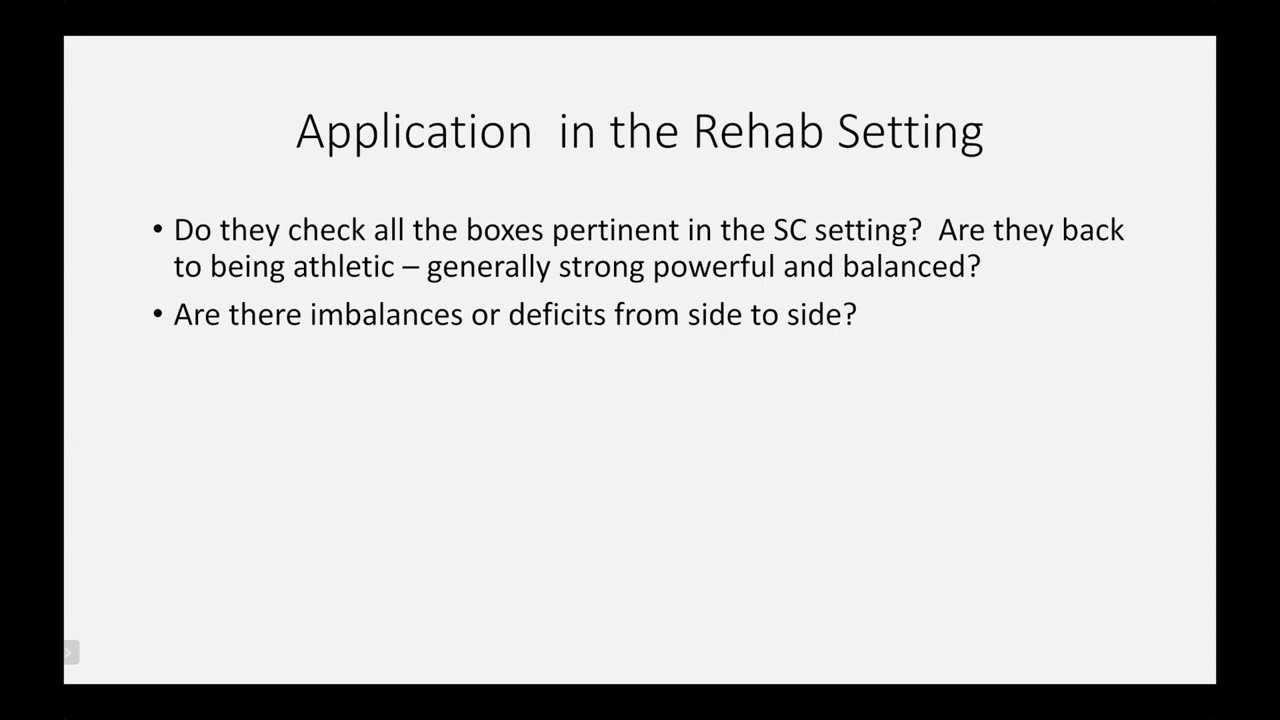 Application  in the Rehab Setting
• Do they check all the boxes pertinent in the SC setting?  Are they back
to being athletic – generally strong powerful and balanced?
• Are there imbalances or deficits from side to side?